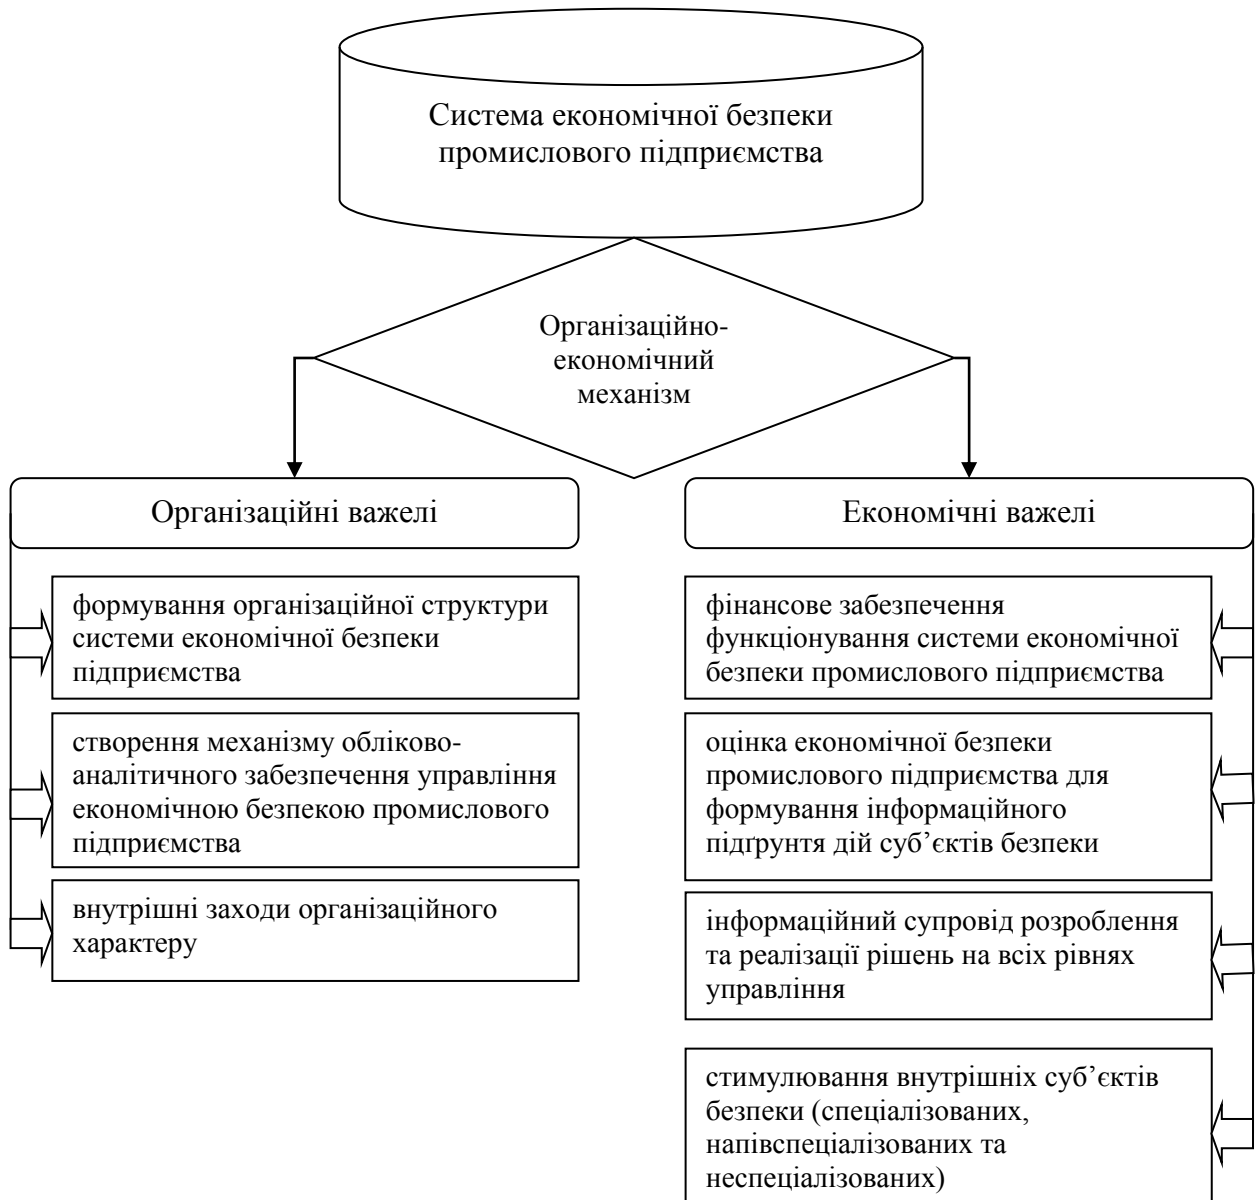 Система економічної безпеки
промислового підприємства
Організаційно-
економічний
механізм
Організаційні важелі
формування організаційної структури
системи економічної безпеки
підприємства
створення механізму обліково-
аналітичного забезпечення управління
економічною безпекою промислового
підприємства
внутрішні заходи організаційного
характеру
Економічні важелі
фінансове забезпечення
функціонування системи економічної
безпеки промислового підприємства
оцінка економічної безпеки
промислового підприємства для
формування інформаційного
підґрунтя дій суб’єктів безпеки
інформаційний супровід розроблення
та реалізації рішень на всіх рівнях
управління
стимулювання внутрішніх суб’єктів
безпеки (спеціалізованих,
напівспеціалізованих та
неспеціалізованих)